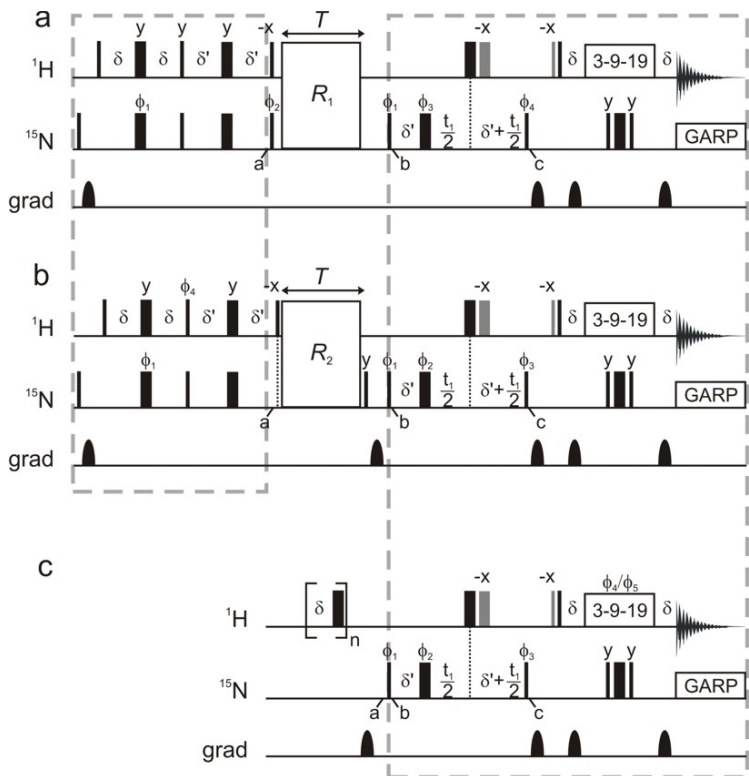 a
y y y -x T
¹H δ δ' δ' R₁ -x -x δ 3-9-19 δ
ϕ₁ ϕ₂ ϕ₁ ϕ₃ ϕ₄ y y
¹⁵N δ' t₁/2 δ'+t₁/2 GARP
a b c
grad
b
y ϕ₄ y -x T
¹H δ δ δ' δ' R₂ -x -x δ 3-9-19 δ
ϕ₁ y ϕ₁ ϕ₂ ϕ₃ y y
¹⁵N δ' t₁/2 δ'+t₁/2 GARP
a b c
grad
c
-x -x ϕ₄/ϕ₅
¹H [δ]n δ 3-9-19 δ
ϕ₁ ϕ₂ ϕ₃ y y
¹⁵N δ' t₁/2 δ'+t₁/2 GARP
a b c
grad